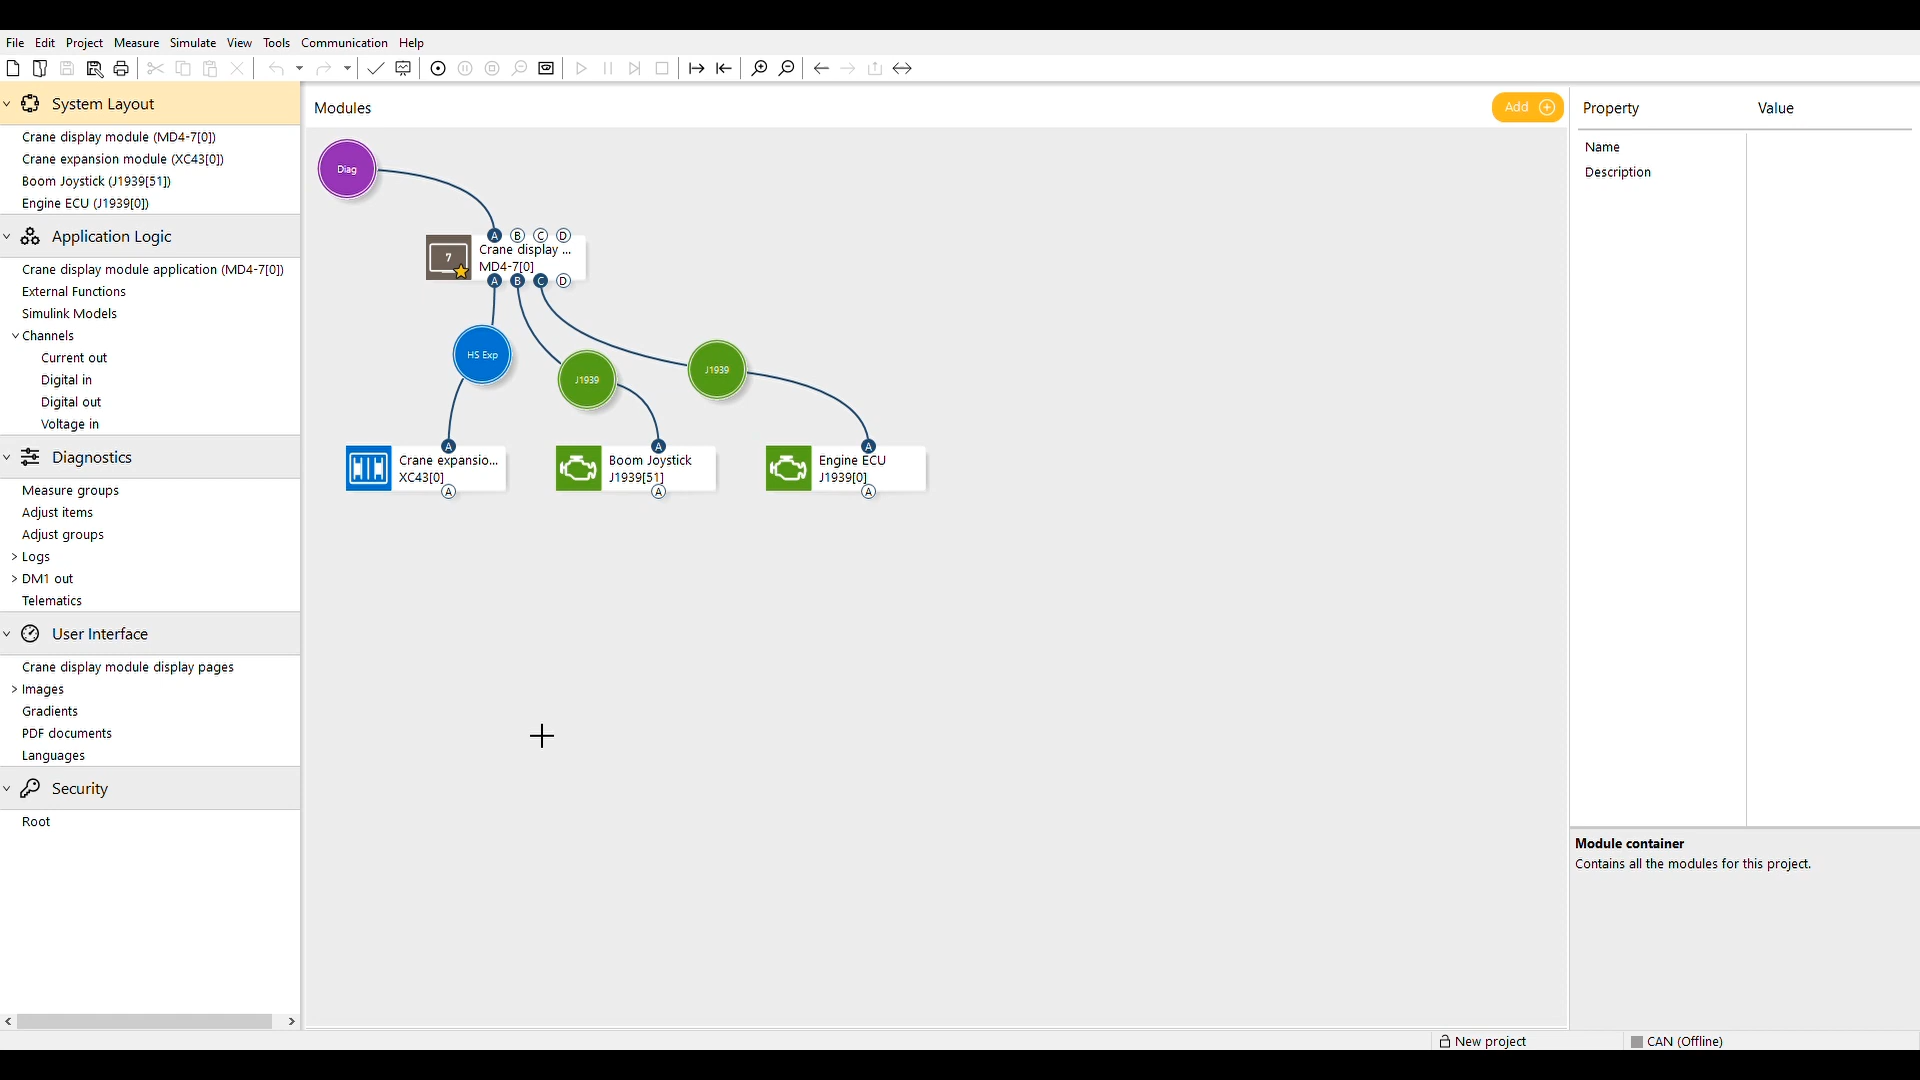 File Edit Project Measure Simulate View Tools Communication Help
System Layout
Crane display module (MD4-7[0])
Crane expansion module (XC43[0])
Boom Joystick (J1939[51])
Engine ECU (J1939[0])
Application Logic
Crane display module application (MD4-7[0])
External Functions
Simulink Models
Channels
Current out
Digital in
Digital out
Voltage in
Diagnostics
Measure groups
Adjust items
Adjust groups
Logs
DM1 out
Telematics
User Interface
Crane display module display pages
Images
Gradients
PDF documents
Languages
Security
Root
Modules
Add
Diag
A B C D
7
Crane display ...
MD4-7[0]
A B C D
HS Exp
J1939
J1939
A
Crane expansio...
XC43[0]
A
A
Boom Joystick
J1939[51]
A
A
Engine ECU
J1939[0]
A
Property Value
Name
Description
Module container
Contains all the modules for this project.
New project
CAN (Offline)